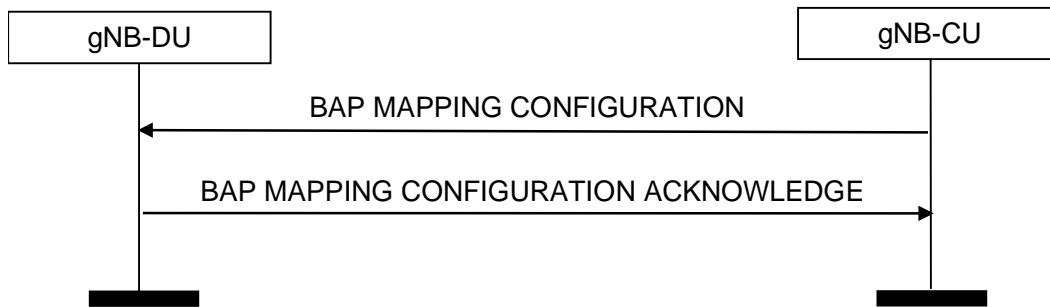 gNB-DU
gNB-CU
BAP MAPPING CONFIGURATION
BAP MAPPING CONFIGURATION ACKNOWLEDGE